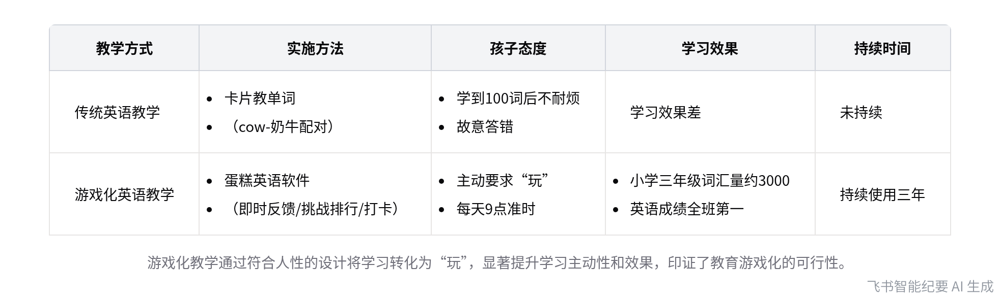 教学方式 实施方法 孩子态度 学习效果 持续时间
传统英语教学
• 卡片教单词
• （cow-奶牛配对）
• 学到100词后不耐烦
• 故意答错
学习效果差
未持续
游戏化英语教学
• 蛋糕英语软件
• （即时反馈/挑战排行/打卡）
• 主动要求“玩”
• 每天9点准时
• 小学三年级词汇量约3000
• 英语成绩全班第一
持续使用三年
游戏化教学通过符合人性的设计将学习转化为“玩”，显著提升学习主动性和效果，印证了教育游戏化的可行性。
飞书智能纪要 AI 生成